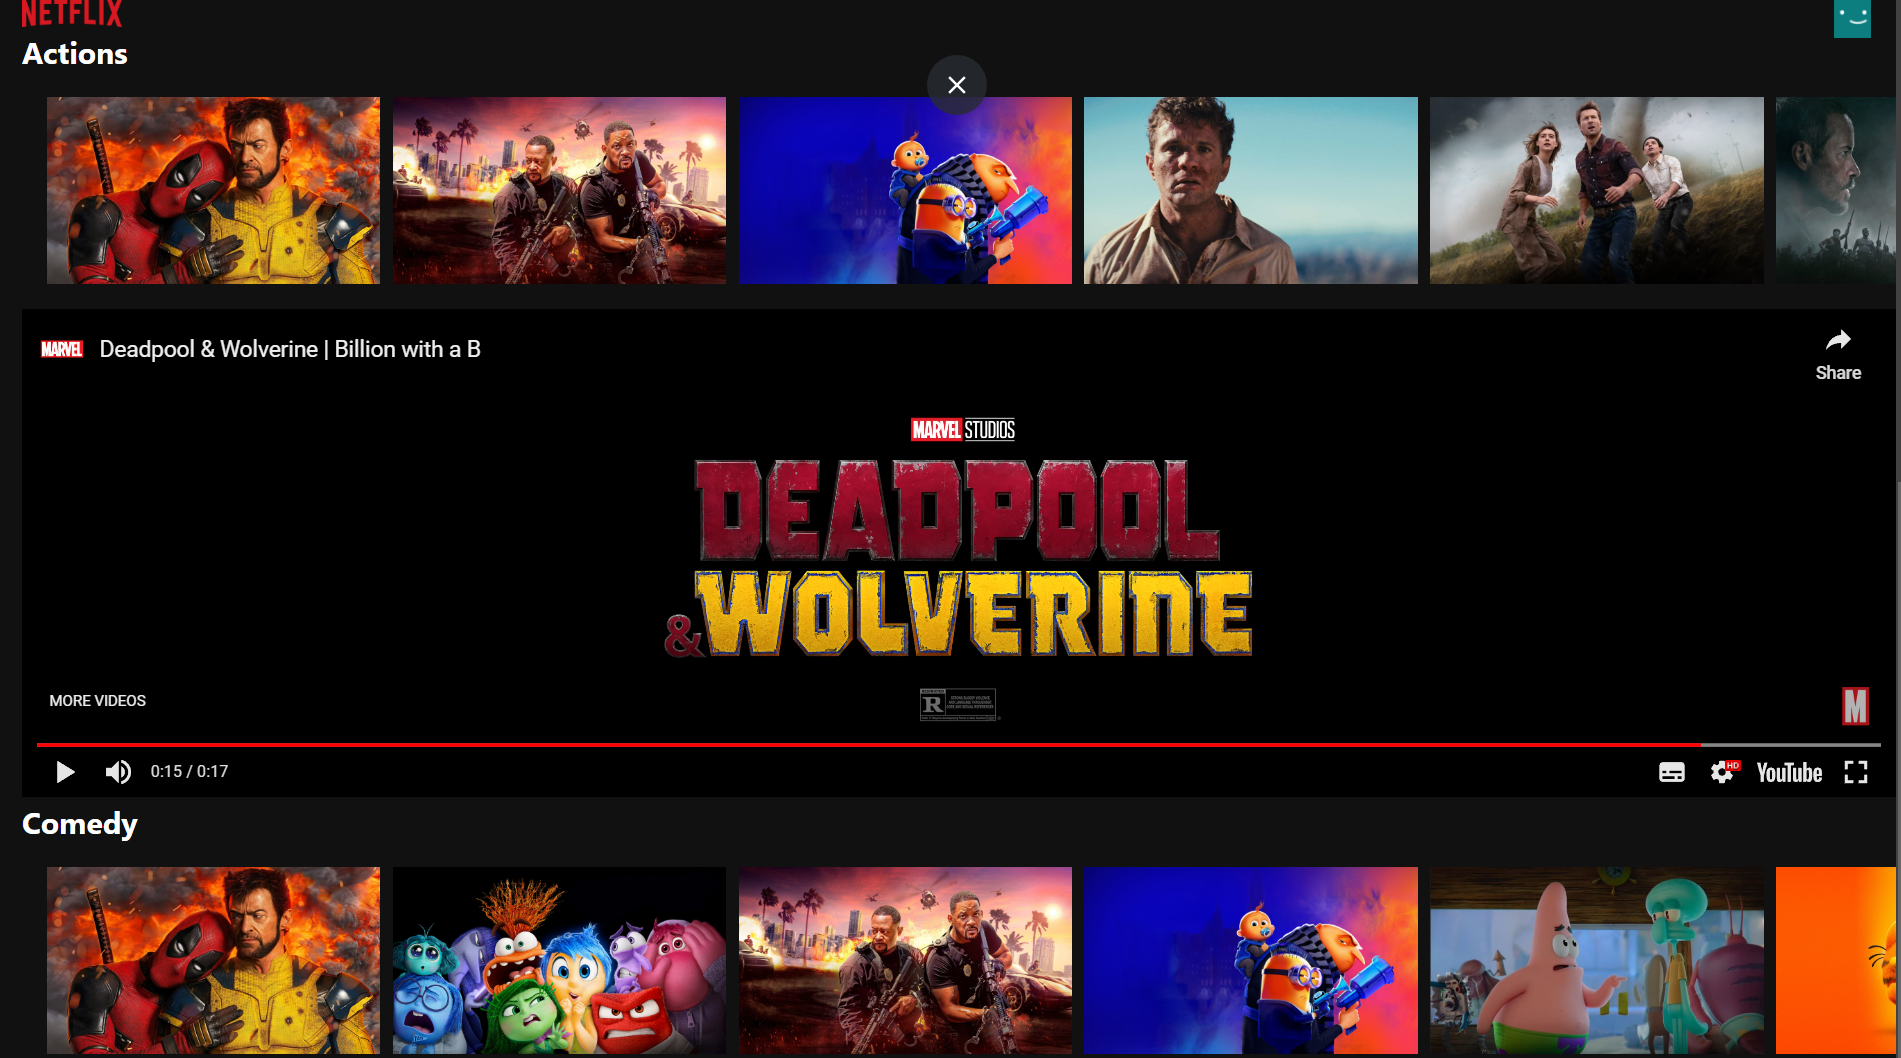 NETFLIX
Actions
MARVEL
Deadpool & Wolverine | Billion with a B
Share
MARVEL STUDIOS
DEADPOOL
& WOLVERINE
MORE VIDEOS
R
M
0:15 / 0:17
HD
YouTube
Comedy